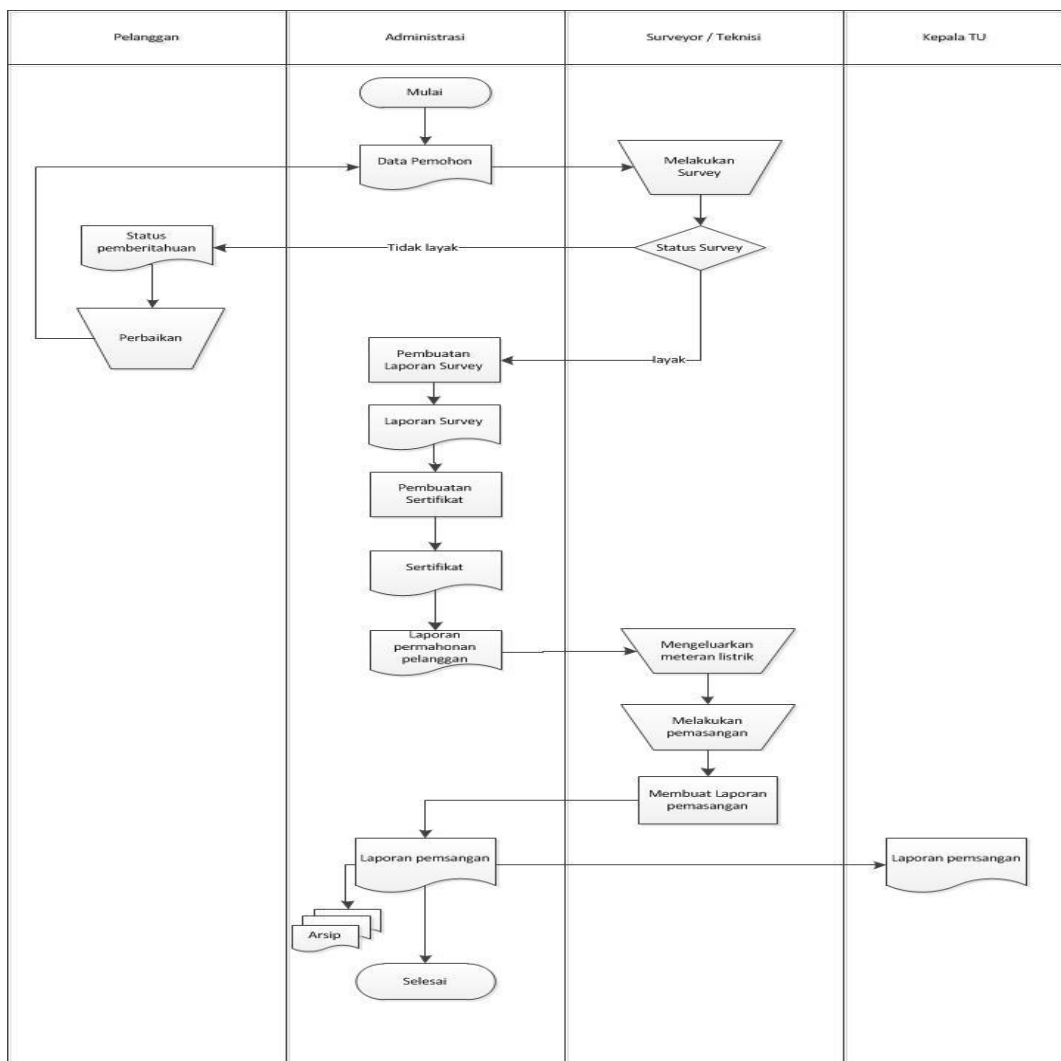 Pelanggan
Administrasi
Surveyor / Teknisi
Kepala TU
Mulai
Data Pemohon
Melakukan
Survey
Status
pemberitahuan
Tidak layak
Status Survey
Perbaikan
Pembuatan
Laporan Survey
layak
Laporan Survey
Pembuatan
Sertifikat
Sertifikat
Laporan
permahonan
pelanggan
Mengeluarkan
meteran listrik
Melakukan
pemasangan
Membuat Laporan
pemasangan
Laporan pemsangan
Laporan pemsangan
Arsip
Selesai